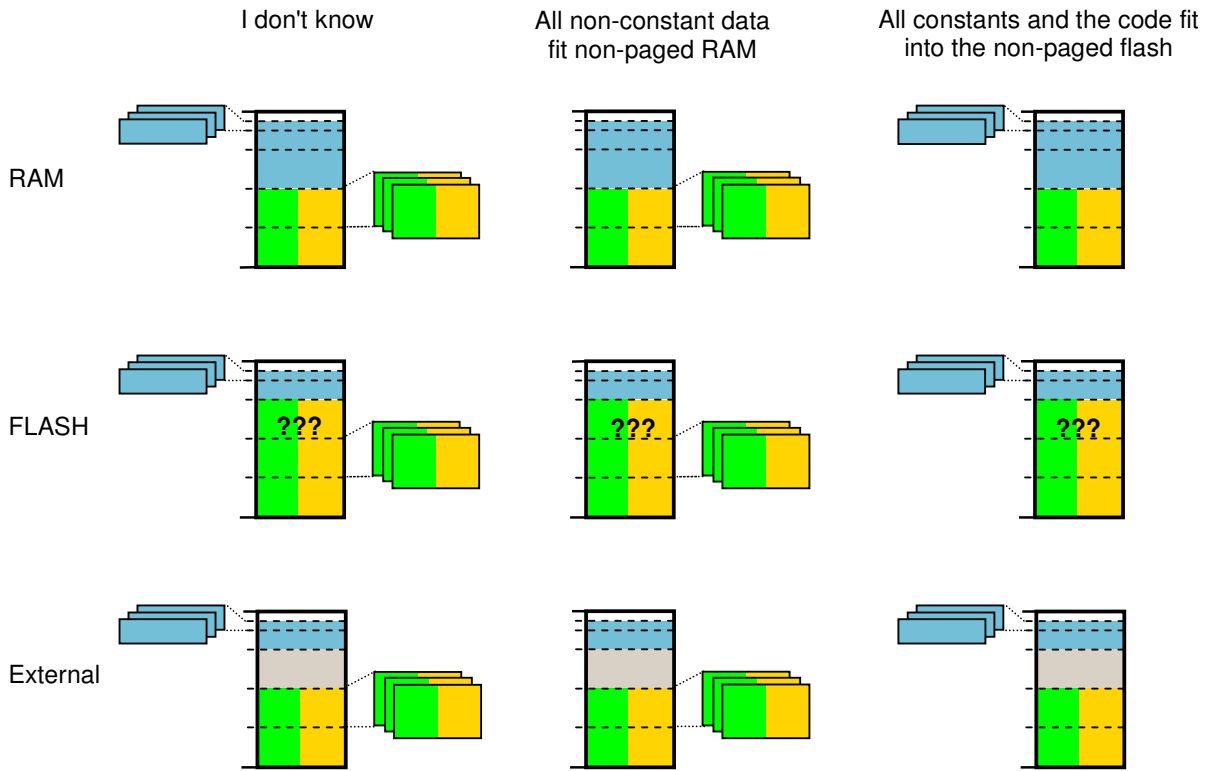 I don't know
All non-constant data
fit non-paged RAM
All constants and the code fit
into the non-paged flash
RAM
FLASH
???
???
???
External